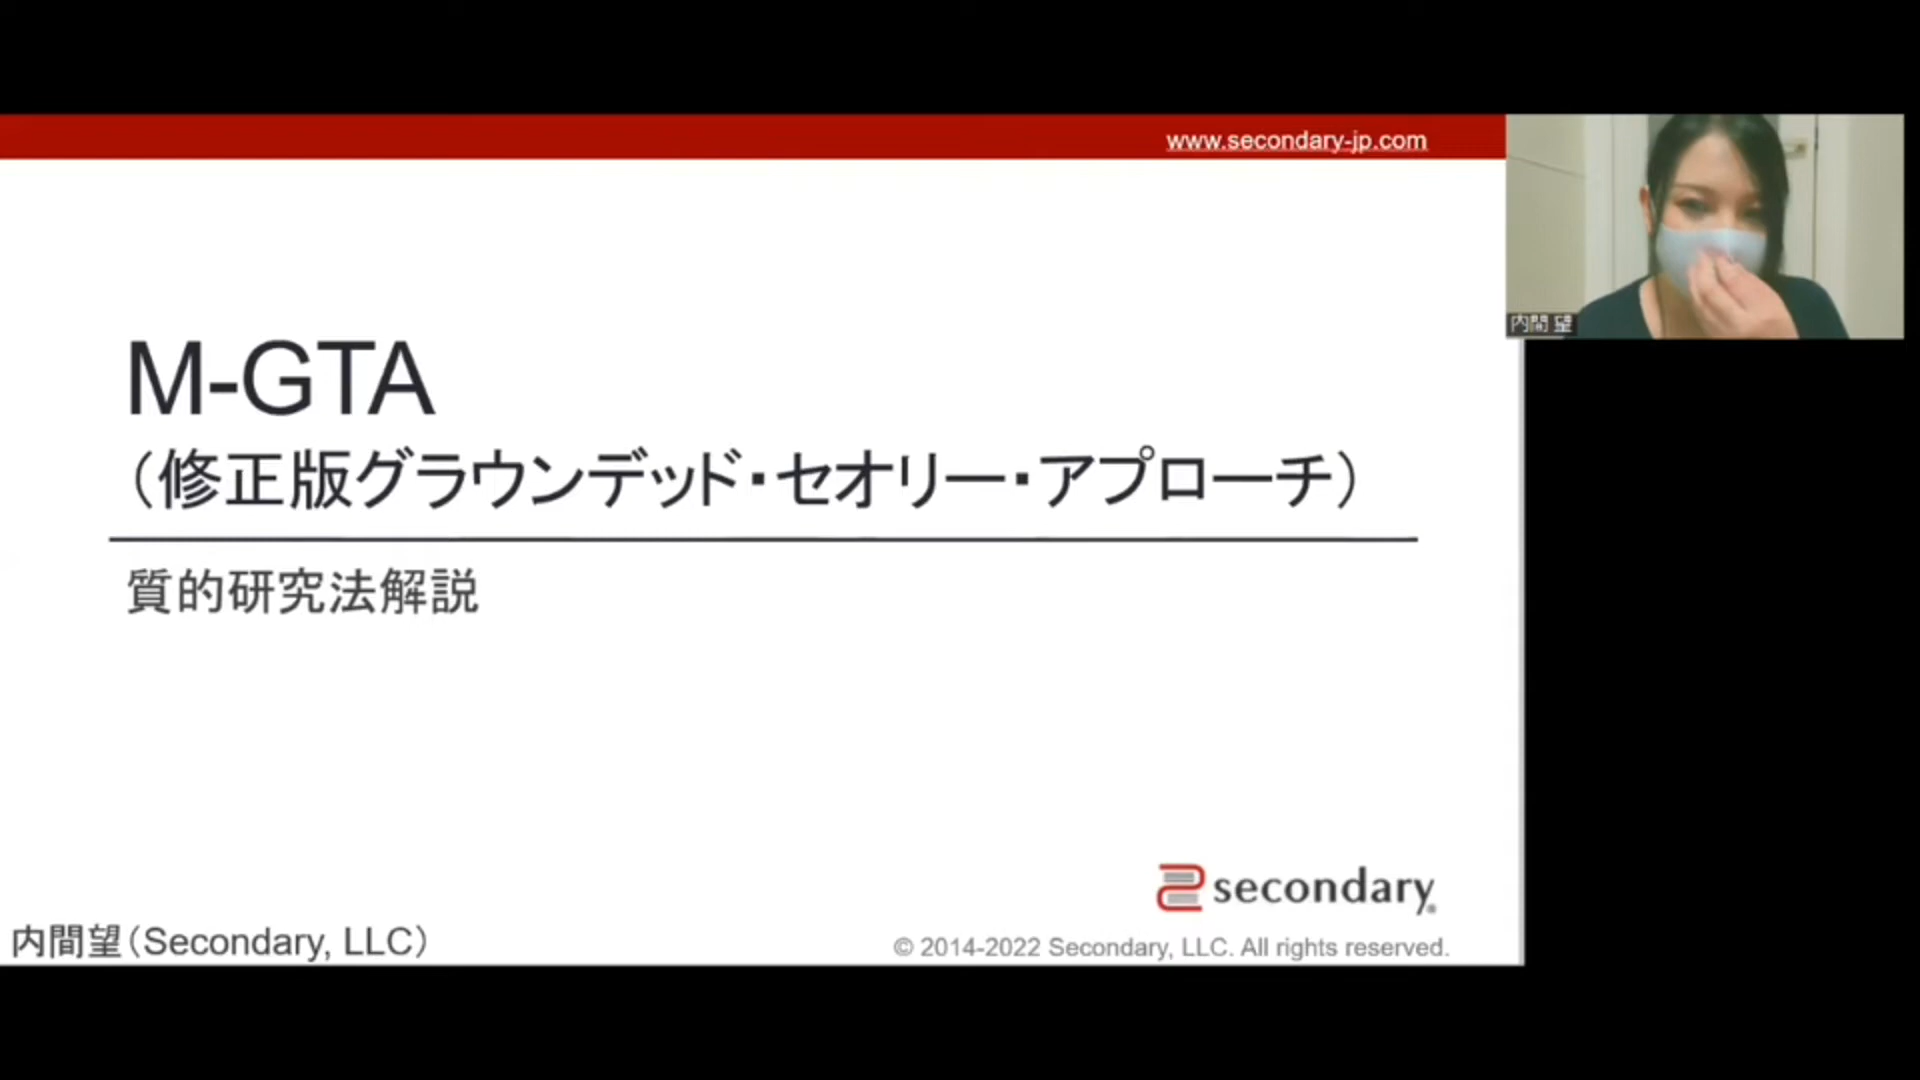 www.secondary-jp.com
内間 望
M-GTA
（修正版グラウンデッド・セオリー・アプローチ）
質的研究法解説
secondary
内間望（Secondary, LLC）
© 2014-2022 Secondary, LLC. All rights reserved.